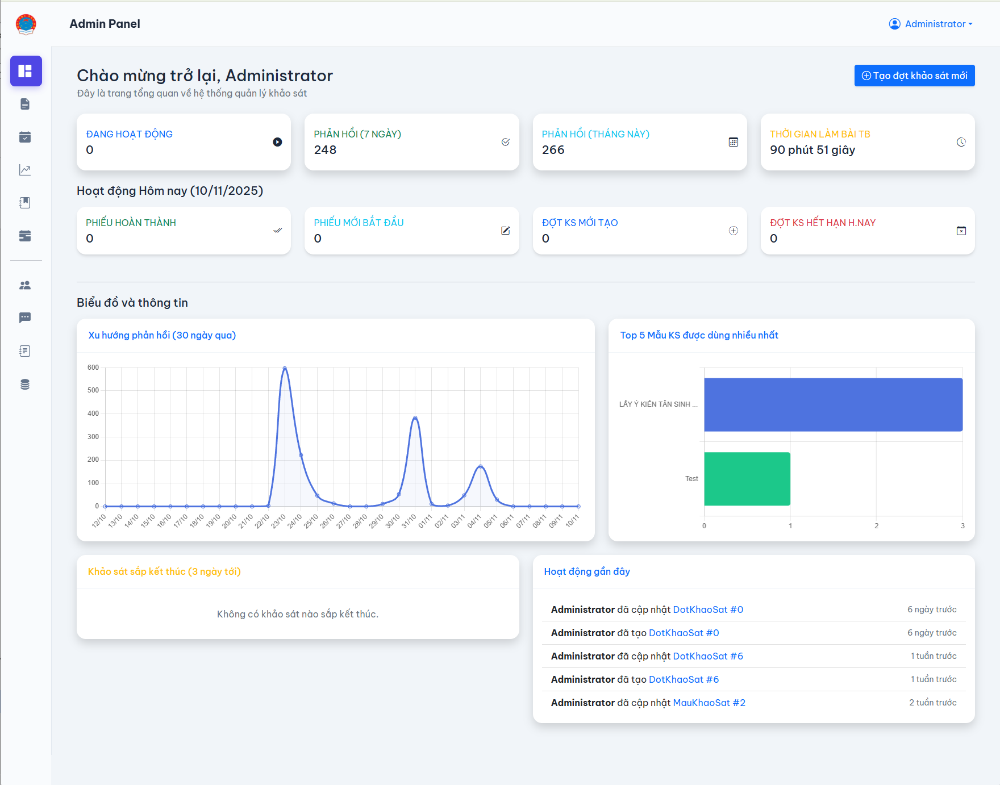 Admin Panel
Administrator
Chào mừng trở lại, Administrator
Đây là trang tổng quan về hệ thống quản lý khảo sát
Tạo đợt khảo sát mới
ĐANG HOẠT ĐỘNG
0
PHẢN HỒI (7 NGÀY)
248
PHẢN HỒI (THÁNG NÀY)
266
THỜI GIAN LÀM BÀI TB
90 phút 51 giây
Hoạt động Hôm nay (10/11/2025)
PHIẾU HOÀN THÀNH
0
PHIẾU MỚI BẮT ĐẦU
0
ĐỢT KS MỚI TẠO
0
ĐỢT KS HẾT HẠN H.NAY
0
Biểu đồ và thông tin
Xu hướng phản hồi (30 ngày qua)
600
500
400
300
200
100
0
12/10 13/10 14/10 15/10 16/10 17/10 18/10 19/10 20/10 21/10 22/10 23/10 24/10 25/10 26/10 27/10 28/10 29/10 30/10 31/10 01/11 02/11 03/11 04/11 05/11 06/11 07/11 08/11 09/11 10/11
Top 5 Mẫu KS được dùng nhiều nhất
LẤY Ý KIẾN TÂN SINH ...
Test
0 1 2 3
Khảo sát sắp kết thúc (3 ngày tới)
Không có khảo sát nào sắp kết thúc.
Hoạt động gần đây
Administrator đã cập nhật DotKhaoSat #0 6 ngày trước
Administrator đã tạo DotKhaoSat #0 6 ngày trước
Administrator đã cập nhật DotKhaoSat #6 1 tuần trước
Administrator đã tạo DotKhaoSat #6 1 tuần trước
Administrator đã cập nhật MauKhaoSat #2 2 tuần trước